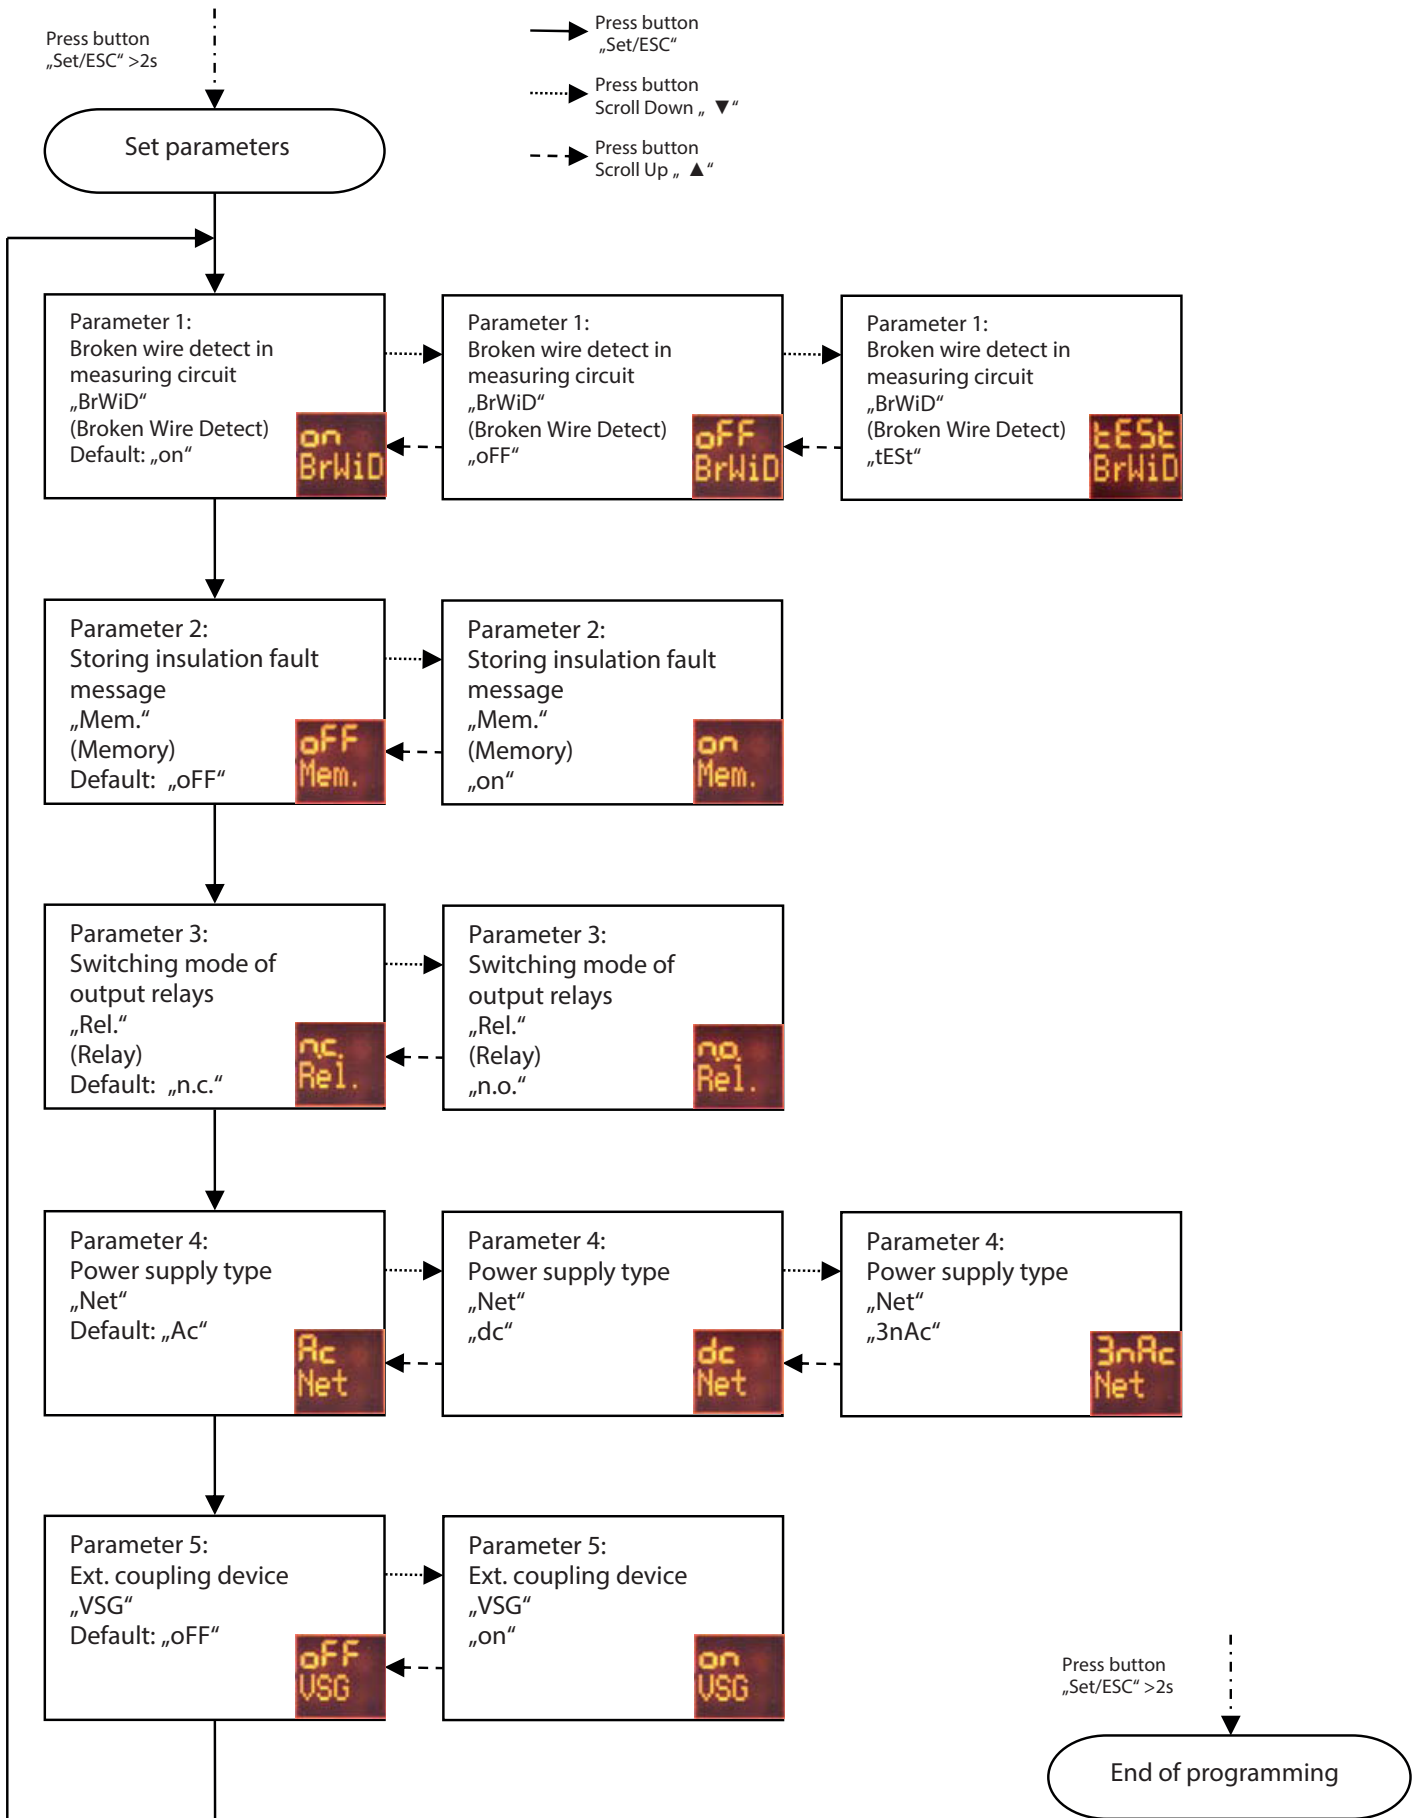 Press button
„Set/ESC“ >2s
Press button
„Set/ESC“
Press button
Scroll Down „ ▼“
Press button
Scroll Up „ ▲“
Set parameters
Parameter 1:
Broken wire detect in
measuring circuit
„BrWiD“
(Broken Wire Detect)
Default: „on“
on
BrWiD
Parameter 1:
Broken wire detect in
measuring circuit
„BrWiD“
(Broken Wire Detect)
„oFF“
oFF
BrWiD
Parameter 1:
Broken wire detect in
measuring circuit
„BrWiD“
(Broken Wire Detect)
„tESt“
tESt
BrWiD
Parameter 2:
Storing insulation fault
message
„Mem.“
(Memory)
Default: „oFF“
oFF
Mem.
Parameter 2:
Storing insulation fault
message
„Mem.“
(Memory)
„on“
on
Mem.
Parameter 3:
Switching mode of
output relays
„Rel.“
(Relay)
Default: „n.c.“
n.c.
Rel.
Parameter 3:
Switching mode of
output relays
„Rel.“
(Relay)
„n.o.“
n.o.
Rel.
Parameter 4:
Power supply type
„Net“
Default: „Ac“
Ac
Net
Parameter 4:
Power supply type
„Net“
„dc“
dc
Net
Parameter 4:
Power supply type
„Net“
„3nAc“
3nAc
Net
Parameter 5:
Ext. coupling device
„VSG“
Default: „oFF“
oFF
VSG
Parameter 5:
Ext. coupling device
„VSG“
„on“
on
VSG
Press button
„Set/ESC“ >2s
End of programming